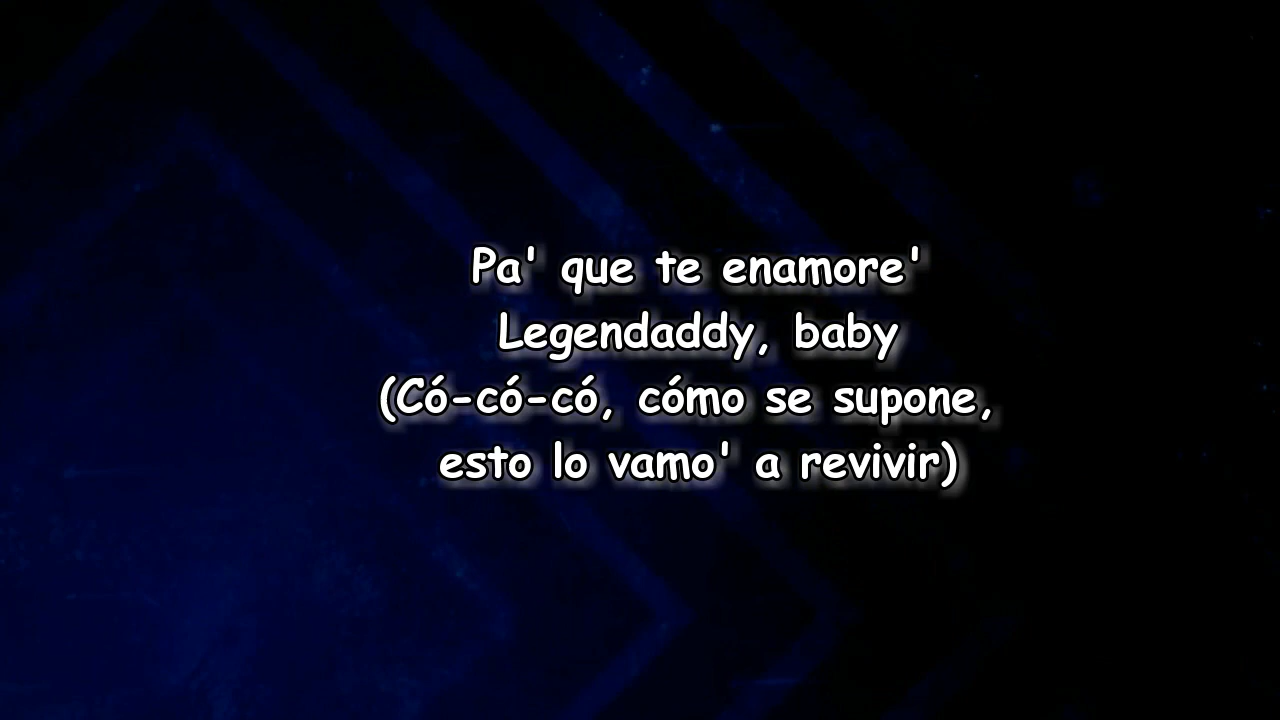 Pa' que te enamore'
Legendaddy, baby
(Có-có-có, cómo se supone,
esto lo vamo' a revivir)